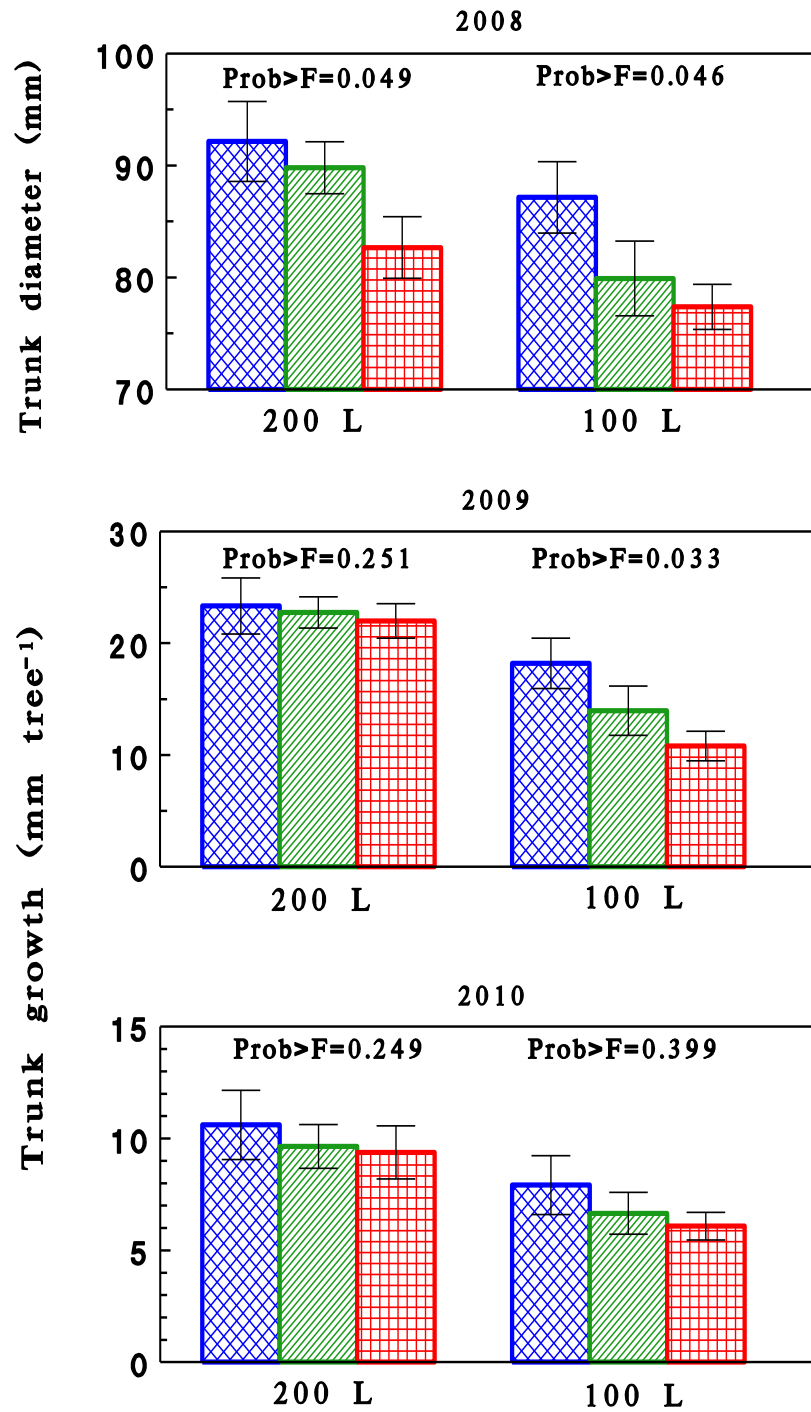 2008
Trunk diameter (mm)
100
90
80
70
Prob>F=0.049
Prob>F=0.046
200 L
100 L
2009
Trunk growth (mm tree⁻¹)
30
20
10
0
Prob>F=0.251
Prob>F=0.033
200 L
100 L
2010
15
10
5
0
Prob>F=0.249
Prob>F=0.399
200 L
100 L